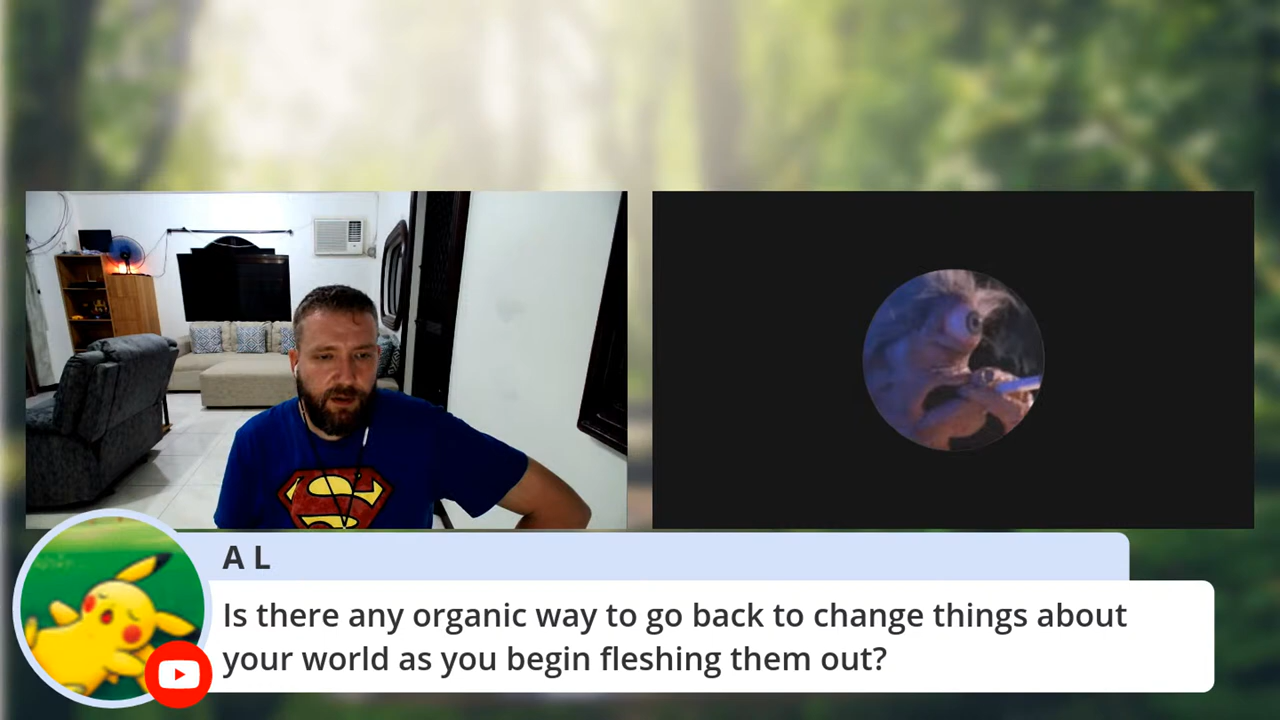 A L
Is there any organic way to go back to change things about
your world as you begin fleshing them out?